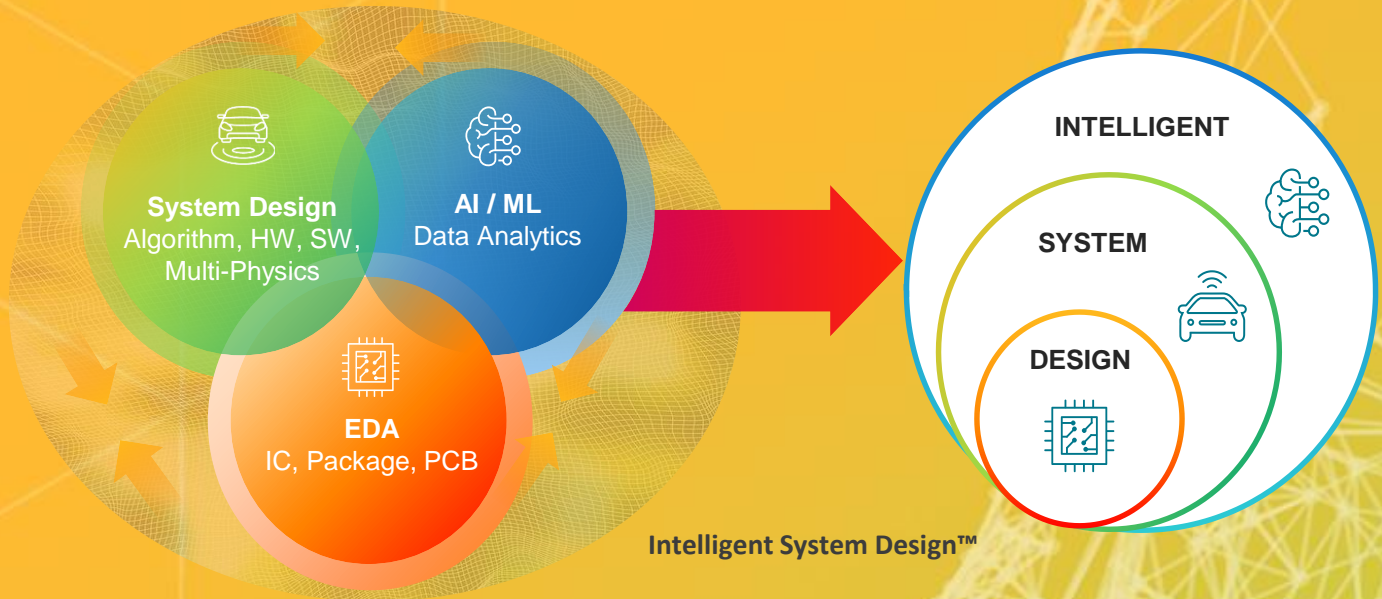 System Design
Algorithm, HW, SW,
Multi-Physics
AI / ML
Data Analytics
EDA
IC, Package, PCB
INTELLIGENT
SYSTEM
DESIGN
Intelligent System Design™